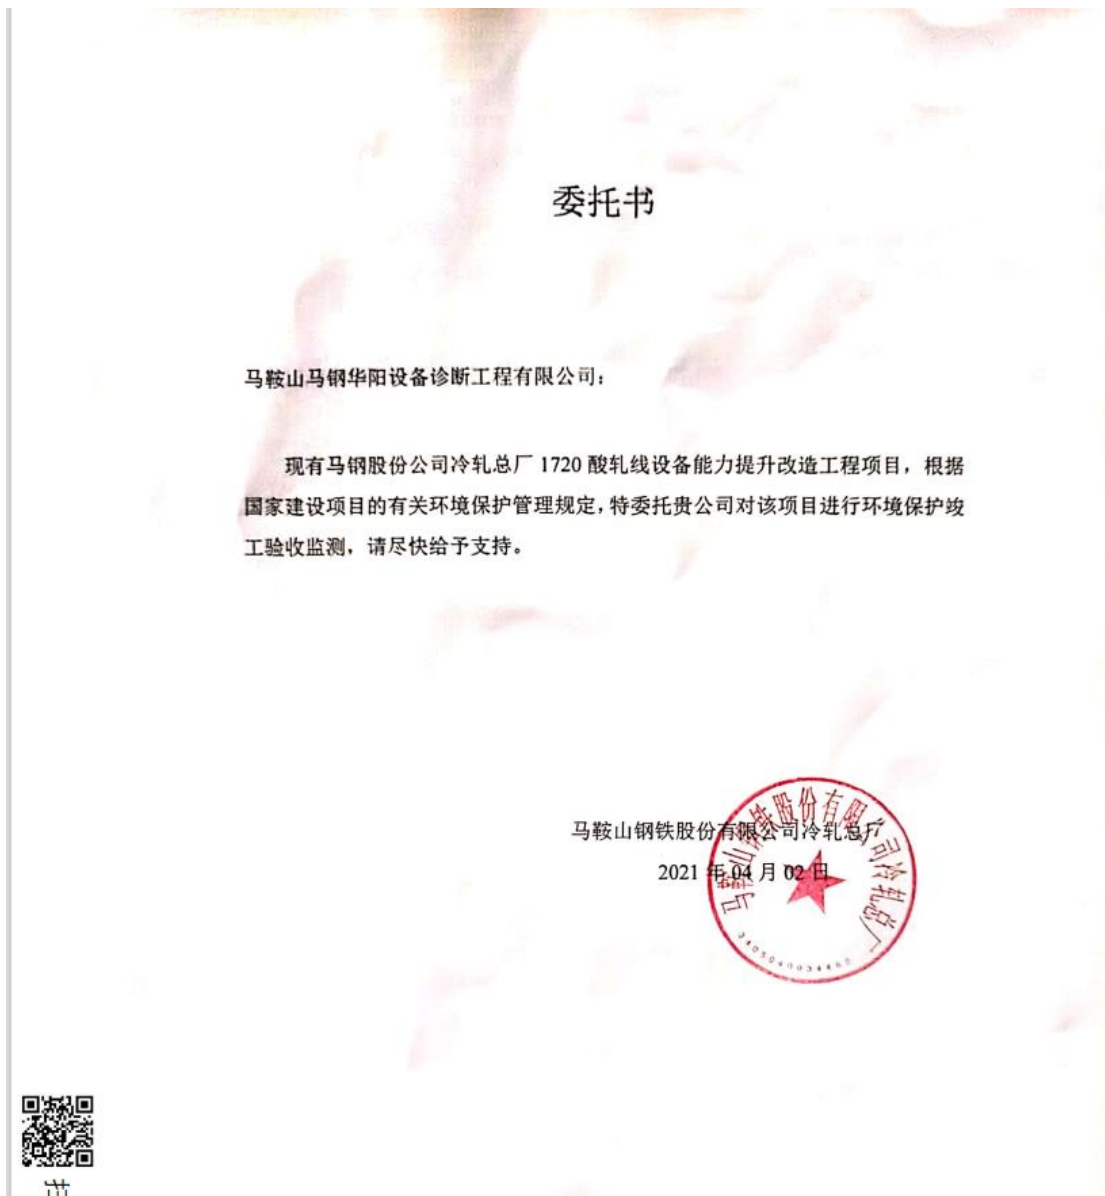 委托书
马鞍山马钢华阳设备诊断工程有限公司：
现有马钢股份公司冷轧总厂 1720 酸轧线设备能力提升改造工程项目，根据
国家建设项目的有关环境保护管理规定，特委托贵公司对该项目进行环境保护竣
工验收监测，请尽快给予支持。
马鞍山钢铁股份有限公司冷轧总厂
2021 年 04 月 02 日
马鞍山钢铁股份有限公司冷轧总厂